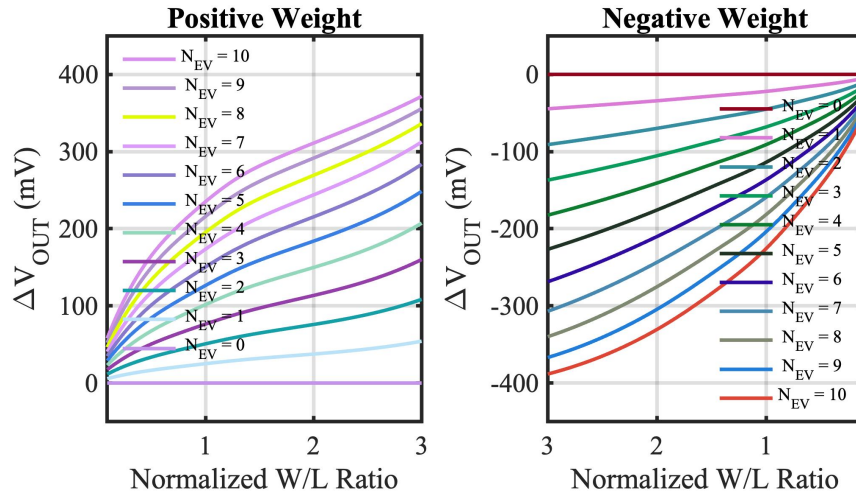 Positive Weight
ΔV_OUT (mV)
400
300
200
100
0
N_EV = 10
N_EV = 9
N_EV = 8
N_EV = 7
N_EV = 6
N_EV = 5
N_EV = 4
N_EV = 3
N_EV = 2
N_EV = 1
N_EV = 0
1 2 3
Normalized W/L Ratio
Negative Weight
ΔV_OUT (mV)
0
-100
-200
-300
-400
N_EV = 0
N_EV = 1
N_EV = 2
N_EV = 3
N_EV = 4
N_EV = 5
N_EV = 6
N_EV = 7
N_EV = 8
N_EV = 9
N_EV = 10
3 2 1
Normalized W/L Ratio